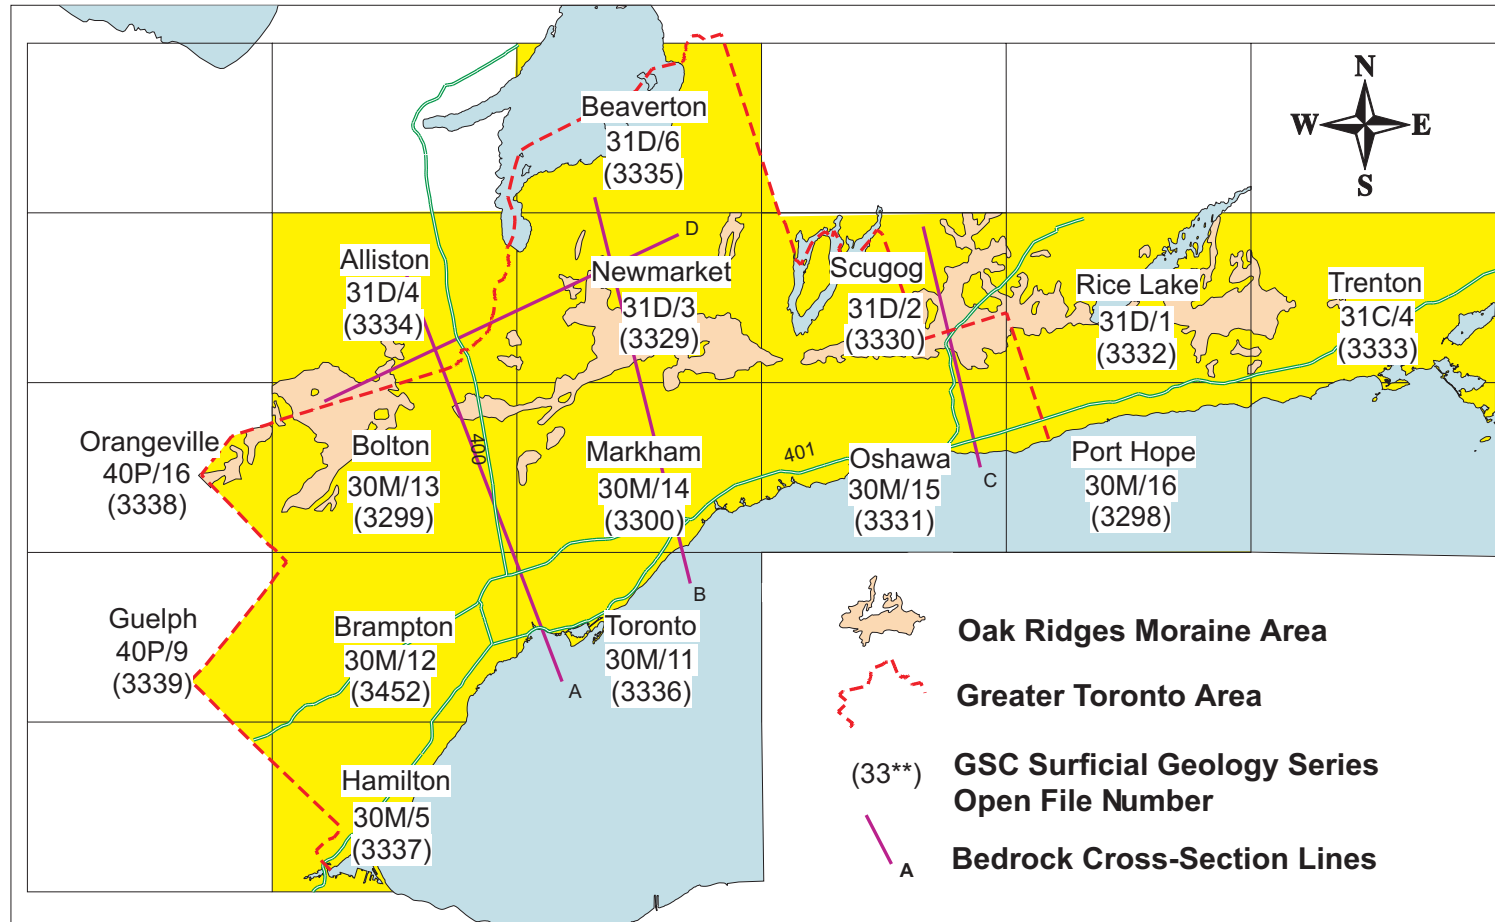 N
W E
S
Beaverton
31D/6
(3335)
D
Alliston
31D/4
(3334)
Newmarket
31D/3
(3329)
Scugog
31D/2
(3330)
Rice Lake
31D/1
(3332)
Trenton
31C/4
(3333)
Orangeville
40P/16
(3338)
Bolton
30M/13
(3299)
400
Markham
30M/14
(3300)
401
Oshawa
30M/15
(3331)
C
Port Hope
30M/16
(3298)
B
Guelph
40P/9
(3339)
Brampton
30M/12
(3452)
A
Toronto
30M/11
(3336)
Hamilton
30M/5
(3337)
Oak Ridges Moraine Area
Greater Toronto Area
(33**) GSC Surficial Geology Series
Open File Number
A Bedrock Cross-Section Lines